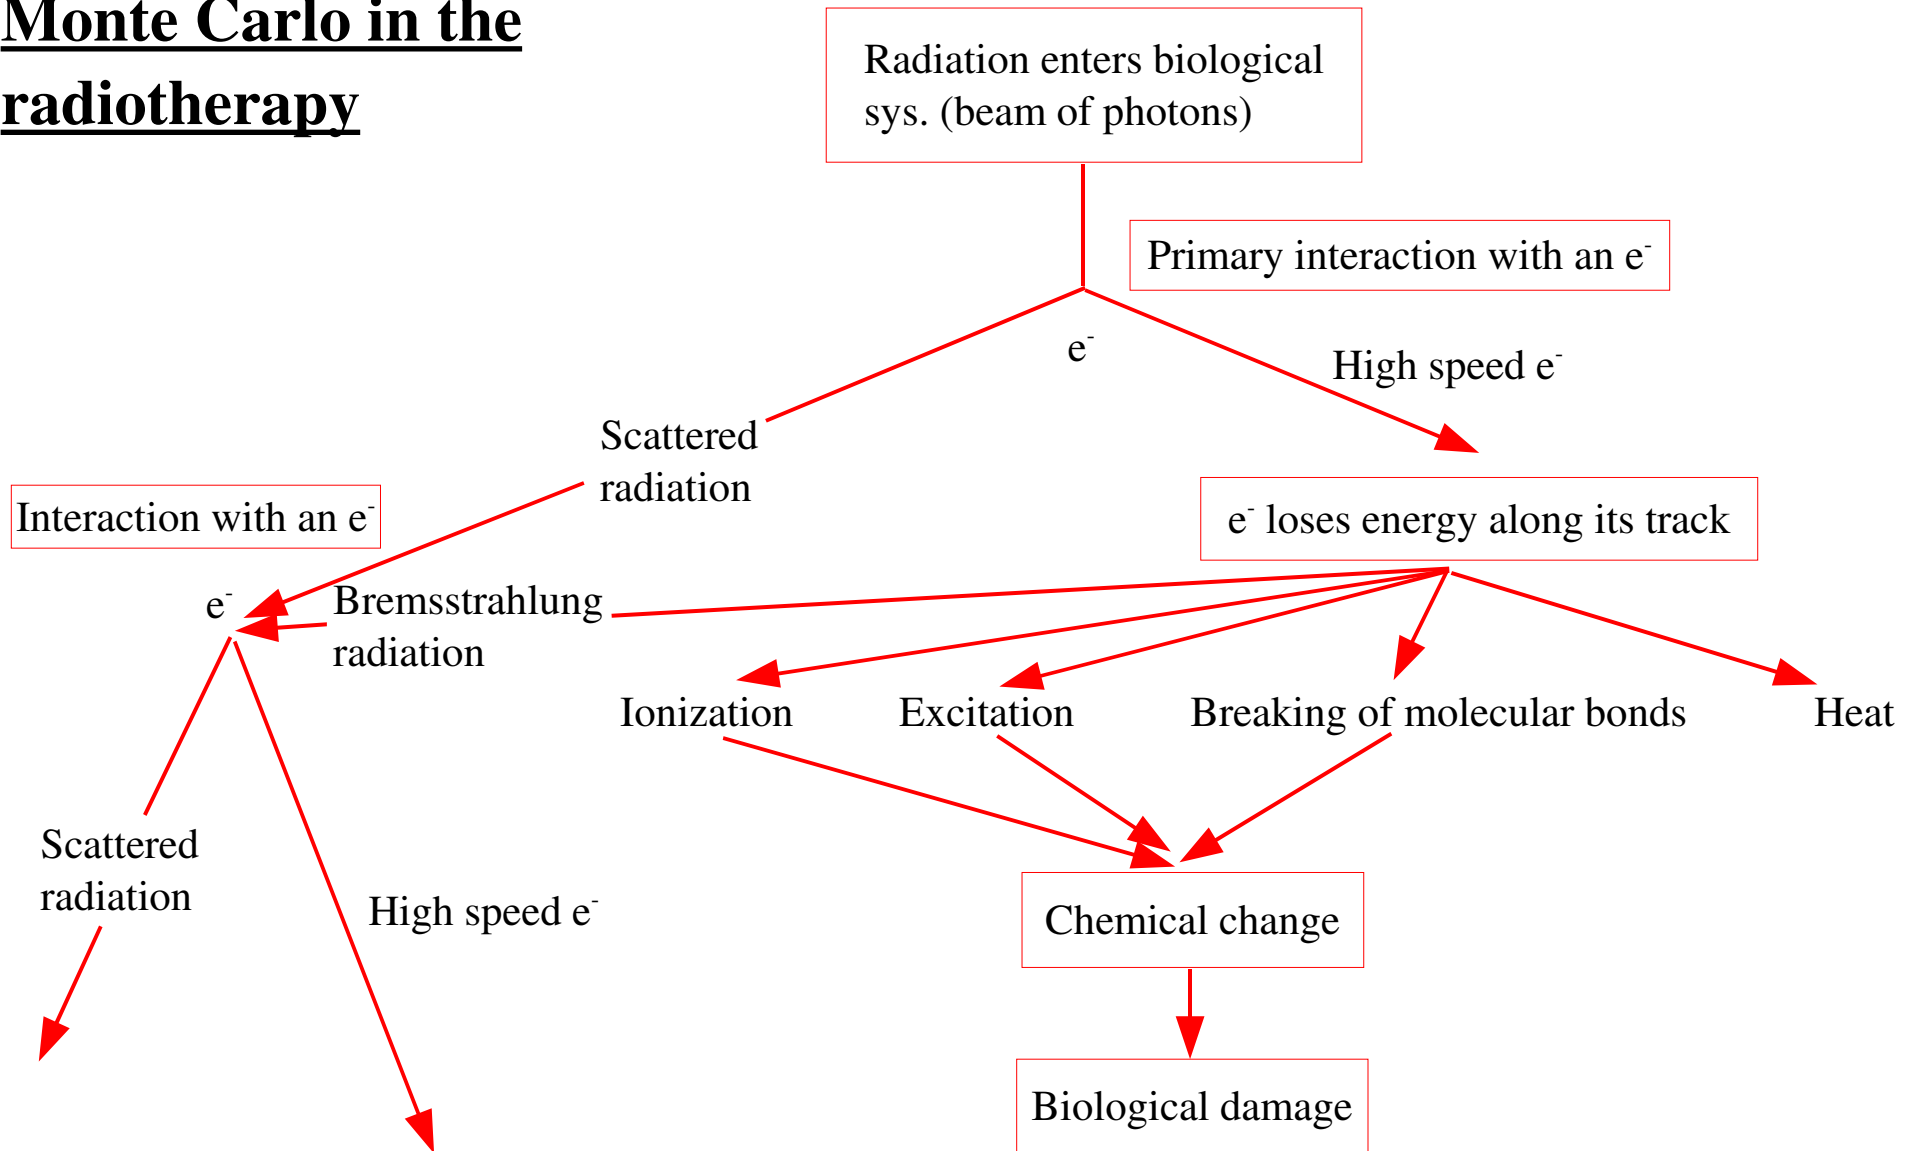 Monte Carlo in the
radiotherapy
Radiation enters biological
sys. (beam of photons)
Primary interaction with an e⁻
e⁻
High speed e⁻
Scattered
radiation
Interaction with an e⁻
e⁻ loses energy along its track
e⁻
Bremsstrahlung
radiation
Ionization
Excitation
Breaking of molecular bonds
Heat
Scattered
radiation
High speed e⁻
Chemical change
Biological damage